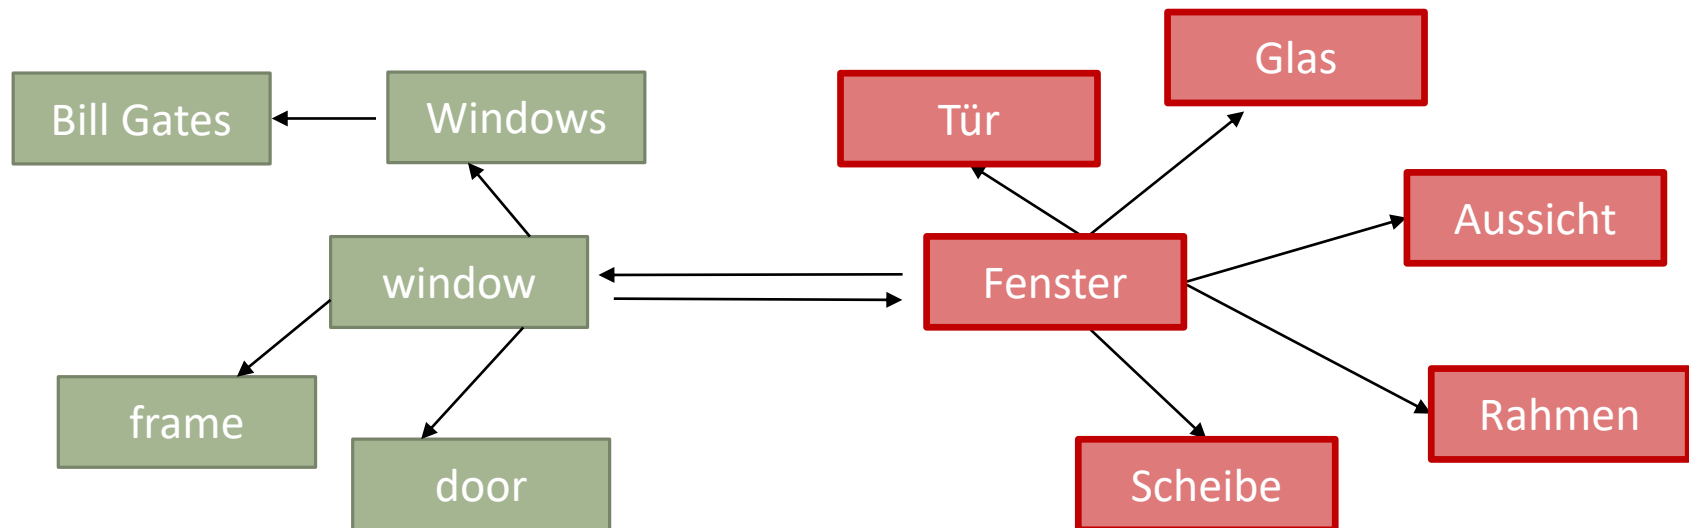 Bill Gates
Windows
window
frame
door
Tür
Glas
Aussicht
Fenster
Rahmen
Scheibe